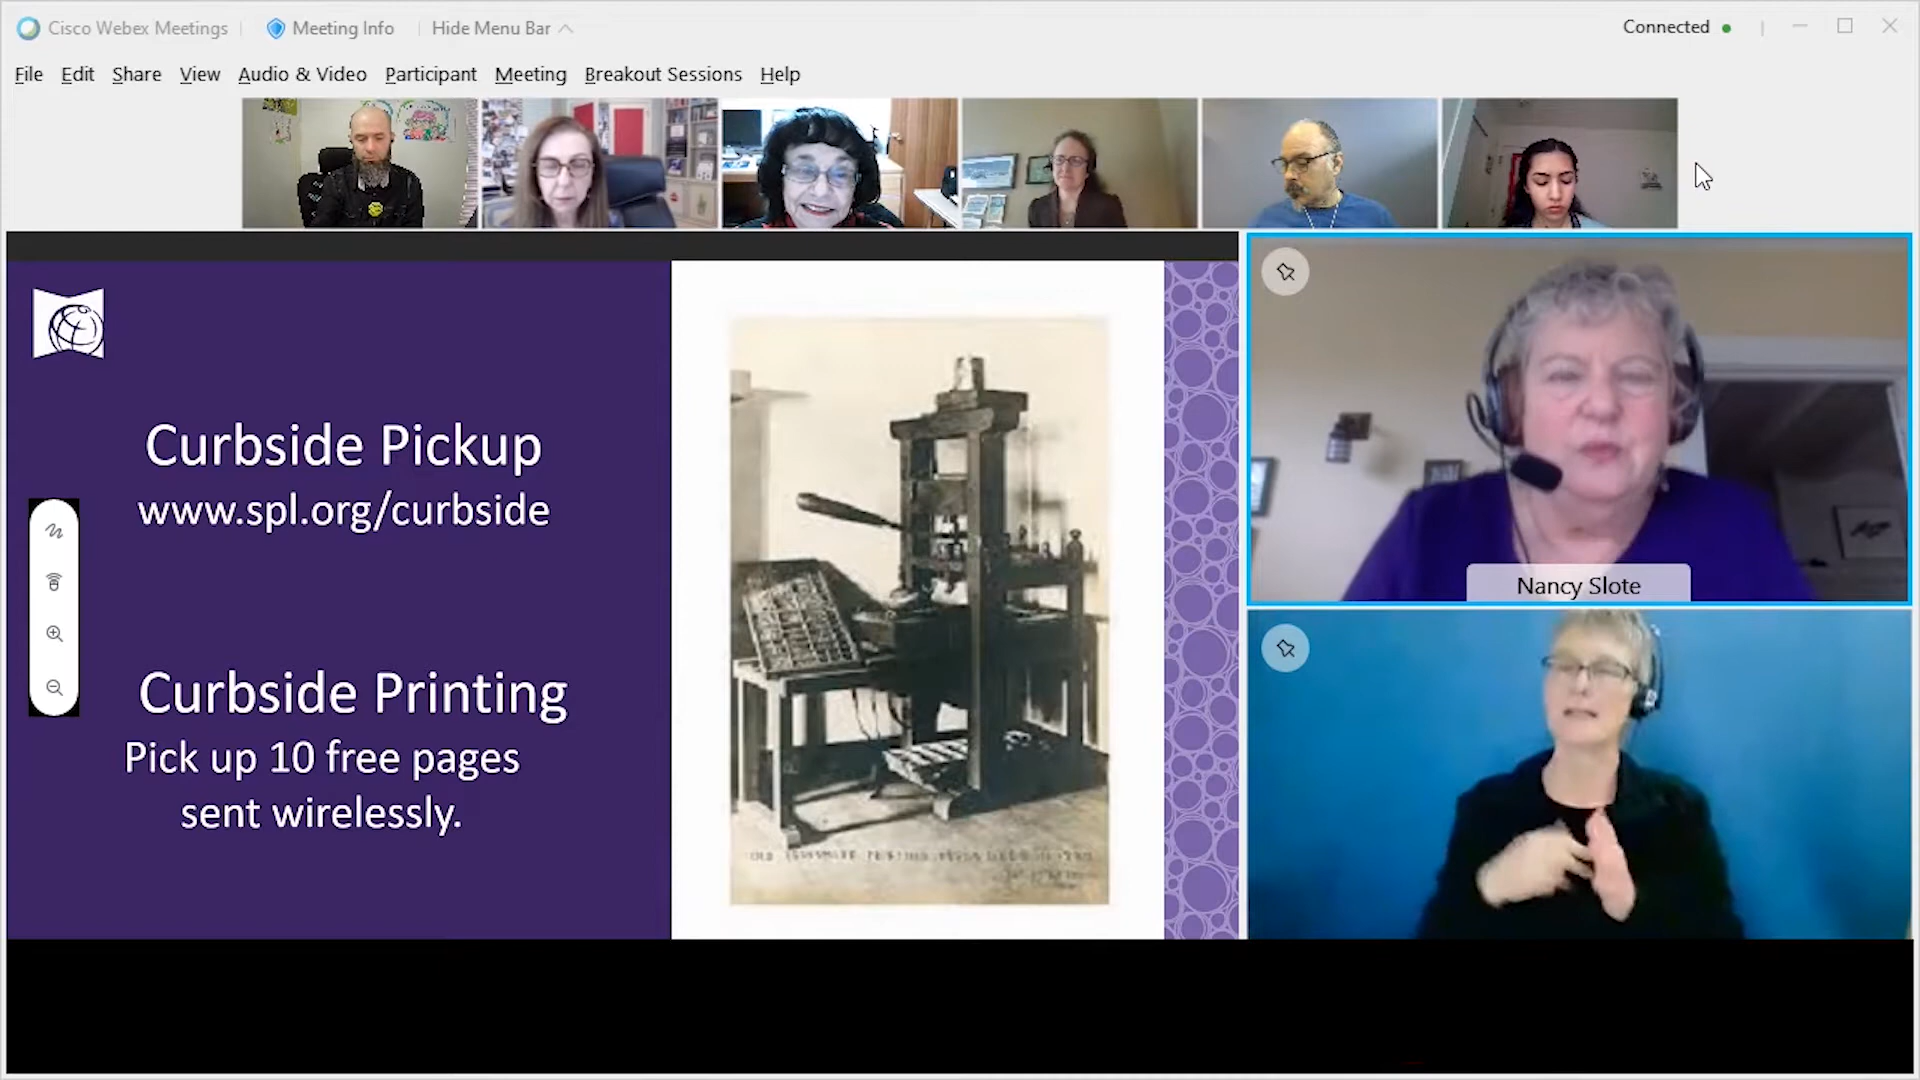 Cisco Webex Meetings
Meeting Info
Hide Menu Bar
Connected
File Edit Share View Audio & Video Participant Meeting Breakout Sessions Help
Curbside Pickup
www.spl.org/curbside
Curbside Printing
Pick up 10 free pages
sent wirelessly.
Nancy Slote